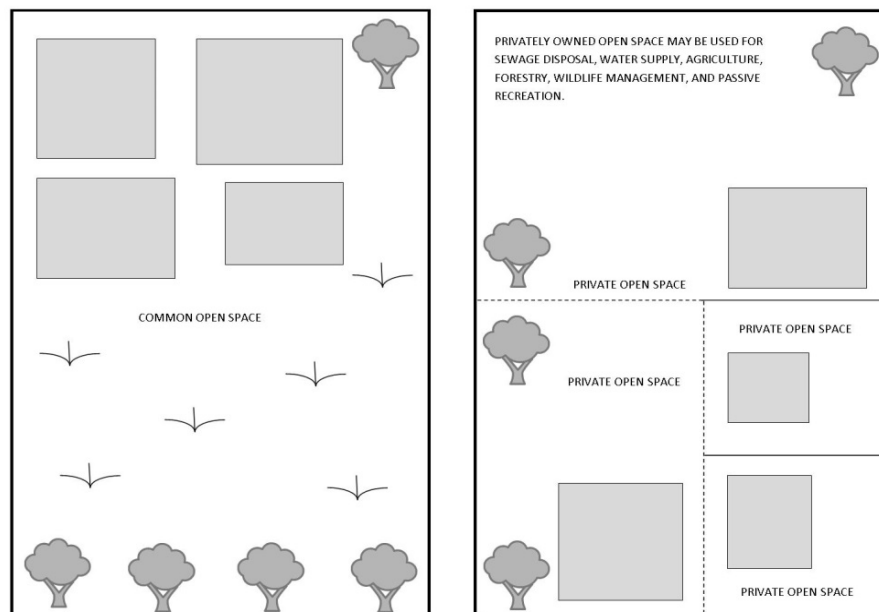 PRIVATELY OWNED OPEN SPACE MAY BE USED FOR
SEWAGE DISPOSAL, WATER SUPPLY, AGRICULTURE,
FORESTRY, WILDLIFE MANAGEMENT, AND PASSIVE
RECREATION.
PRIVATE OPEN SPACE
COMMON OPEN SPACE
PRIVATE OPEN SPACE
PRIVATE OPEN SPACE
PRIVATE OPEN SPACE